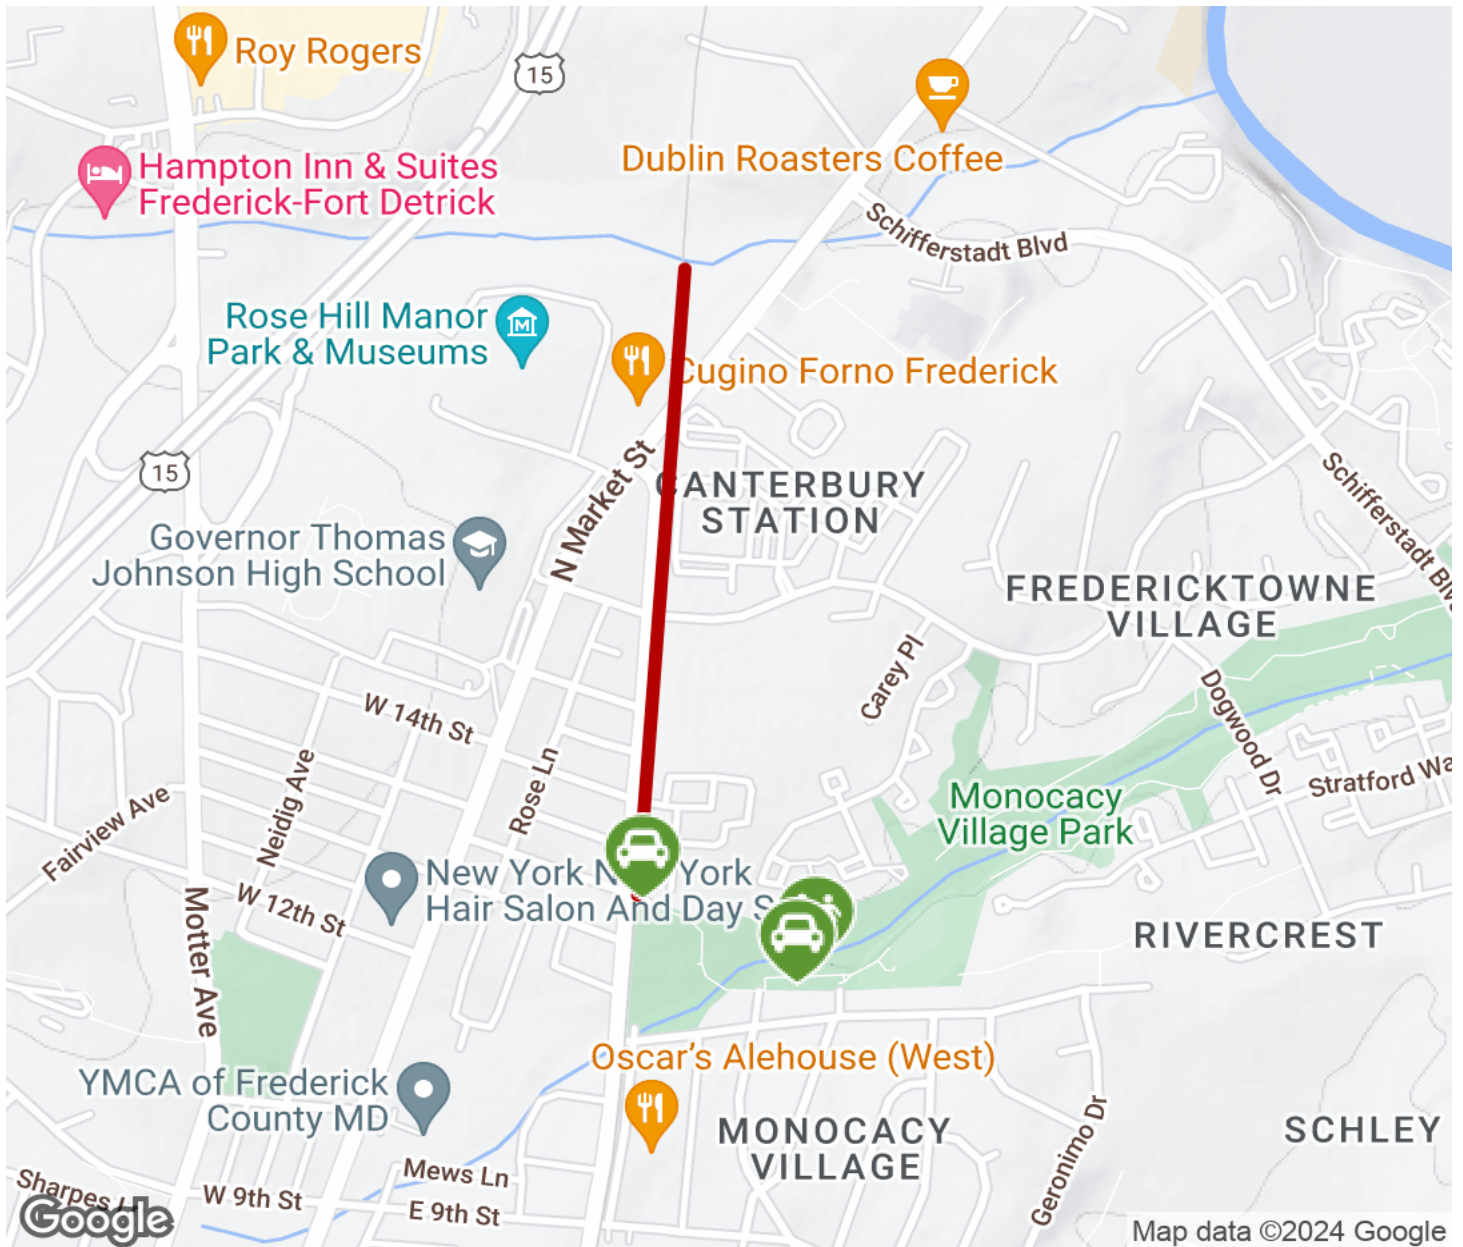 Roy Rogers
15
Dublin Roasters Coffee
Hampton Inn & Suites
Frederick-Fort Detrick
Schifferstadt Blvd
Rose Hill Manor
Park & Museums
Cugino Forno Frederick
N Market St
15
CANTERBURY
STATION
Schifferstadt Blv
Governor Thomas
Johnson High School
FREDERICKTOWNE
VILLAGE
Carey Pl
W 14th St
Dogwood Dr
Neidig Ave
Rose Ln
Stratford Wa
Fairview Ave
Monocacy
Village Park
New York N York
Hair Salon And Day S
W 12th St
Motter Ave
RIVERCREST
Oscar's Alehouse (West)
YMCA of Frederick
County MD
MONOCACY
VILLAGE
SCHLEY
Geronimo Dr
Mews Ln
Sharpes L
W 9th St
E 9th St
Google
Map data ©2024 Google